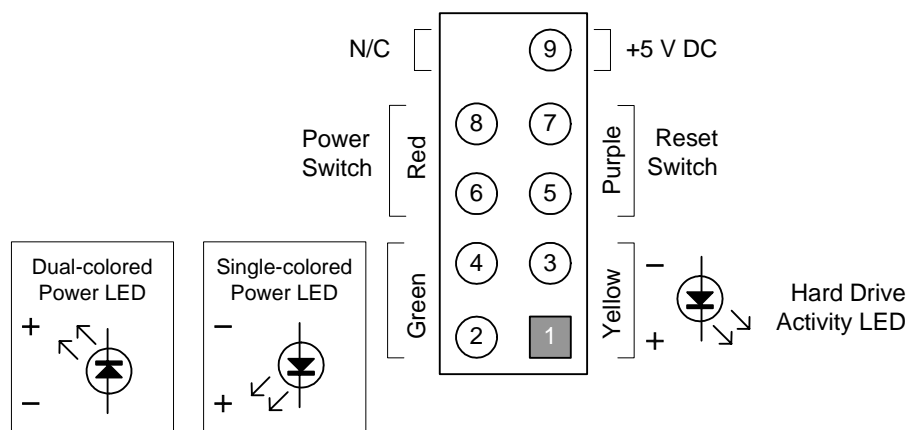 N/C
9
+5 V DC
Power
Switch
Red
8
7
6
5
Purple
Reset
Switch
Dual-colored
Power LED
+
−
Single-colored
Power LED
−
+
Green
4
3
2
1
Yellow
−
+
Hard Drive
Activity LED